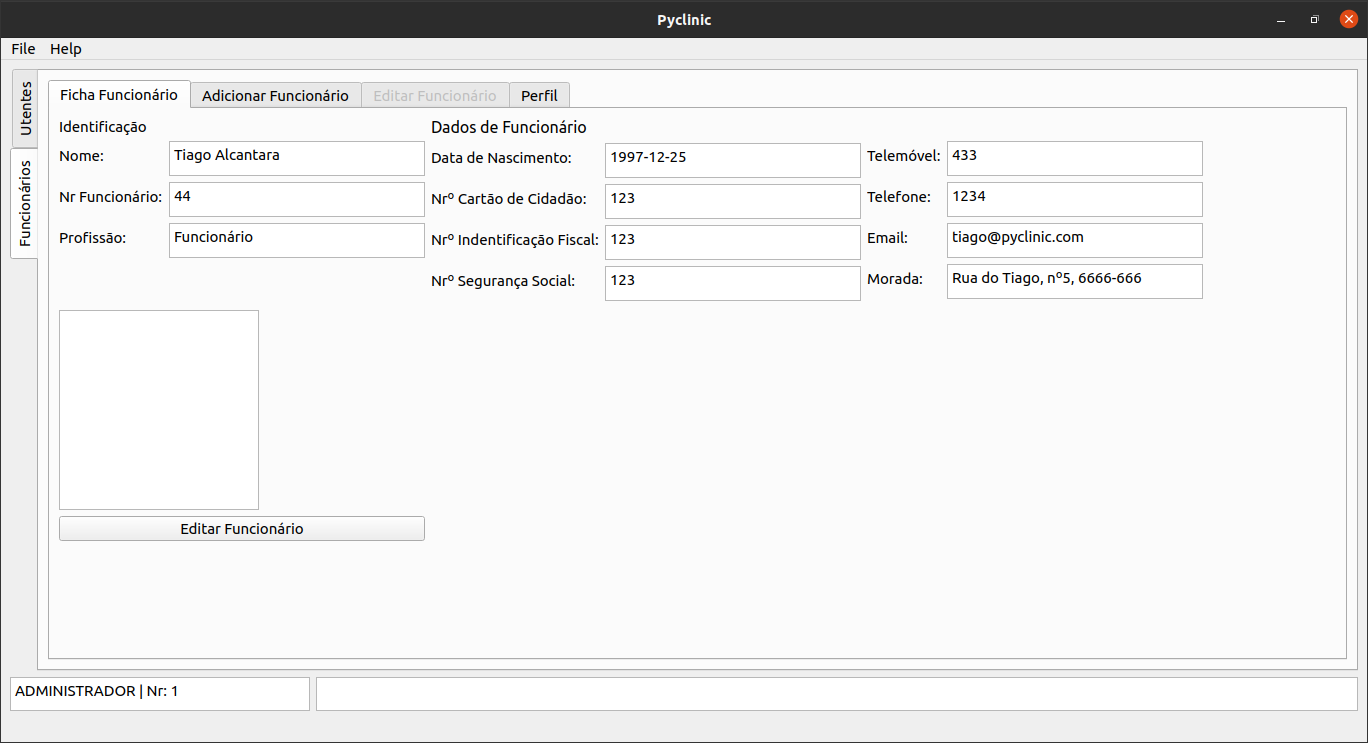 Pyclinic
File Help
Utentes
Funcionários
Ficha Funcionário Adicionar Funcionário Editar Funcionário Perfil
Identificação
Nome: Tiago Alcantara
Nr Funcionário: 44
Profissão: Funcionário
Dados de Funcionário
Data de Nascimento: 1997-12-25
Nrº Cartão de Cidadão: 123
Nrº Indentificação Fiscal: 123
Nrº Segurança Social: 123
Telemóvel: 433
Telefone: 1234
Email: tiago@pyclinic.com
Morada: Rua do Tiago, nº5, 6666-666
Editar Funcionário
ADMINISTRADOR | Nr: 1